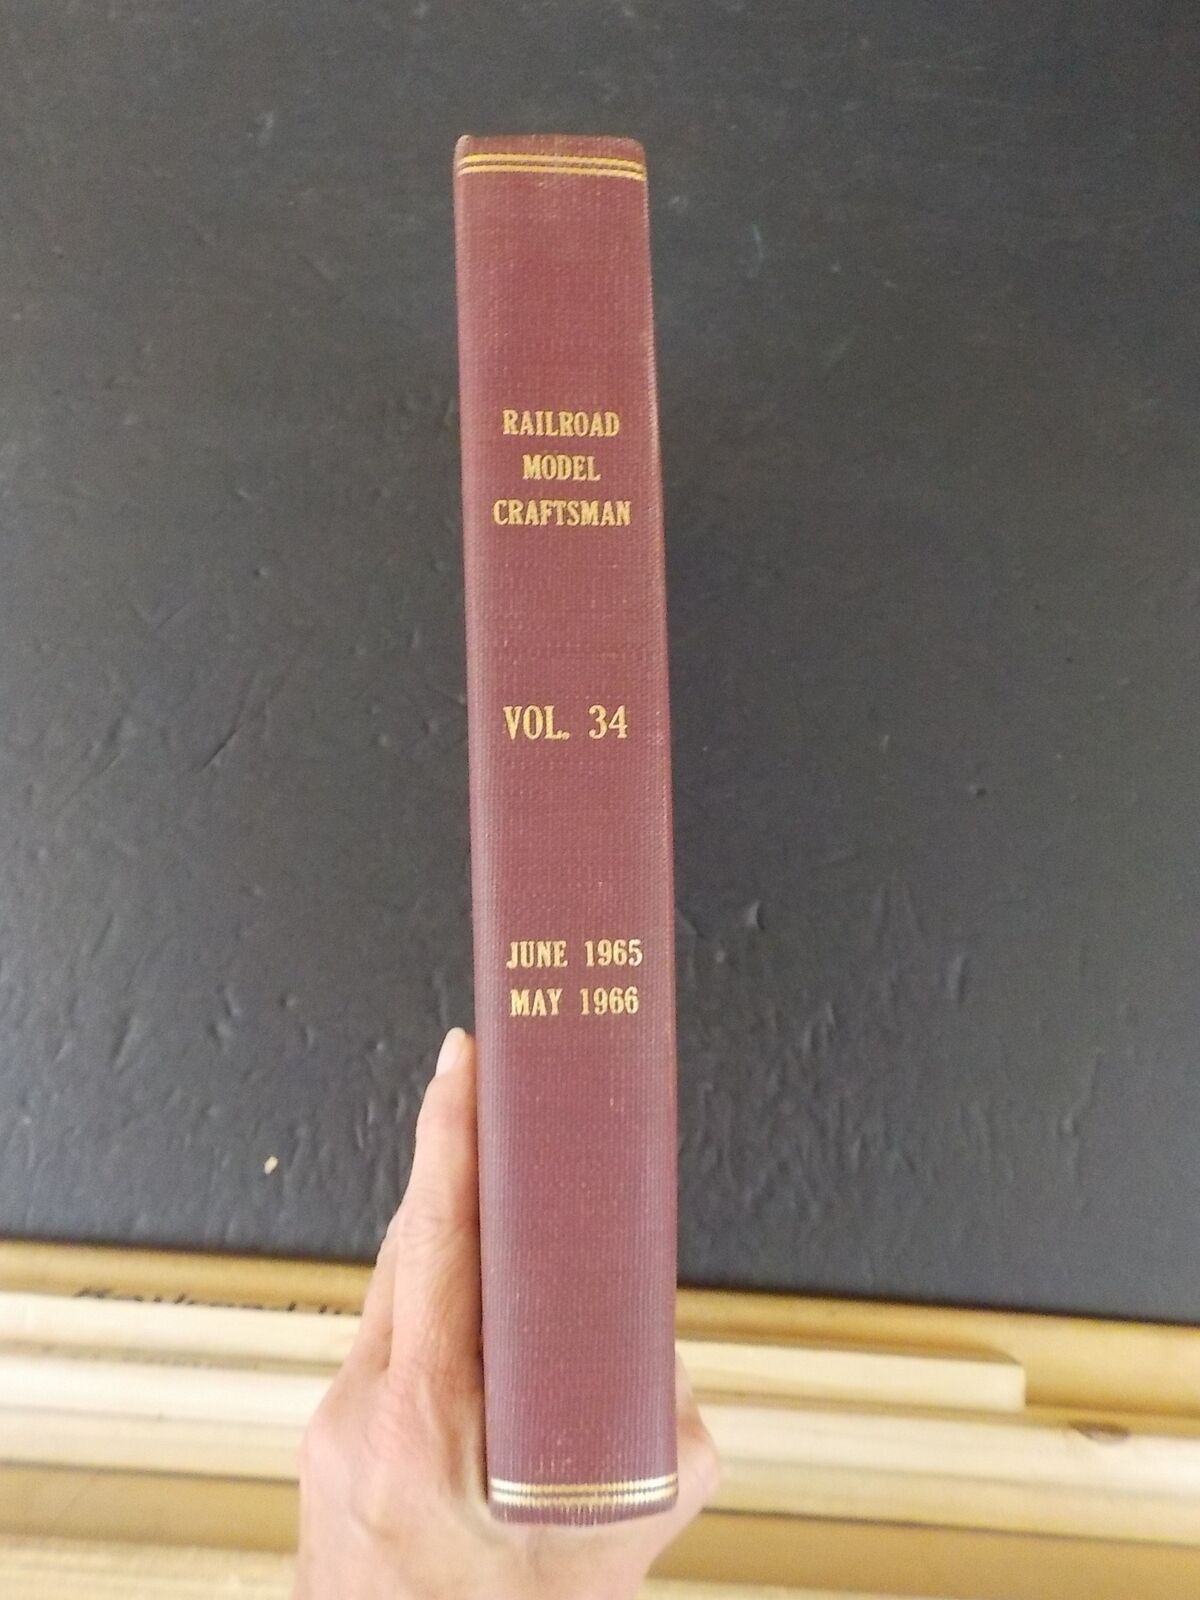 RAILROAD
MODEL
CRAFTSMAN
VOL. 34
JUNE 1965
MAY 1966